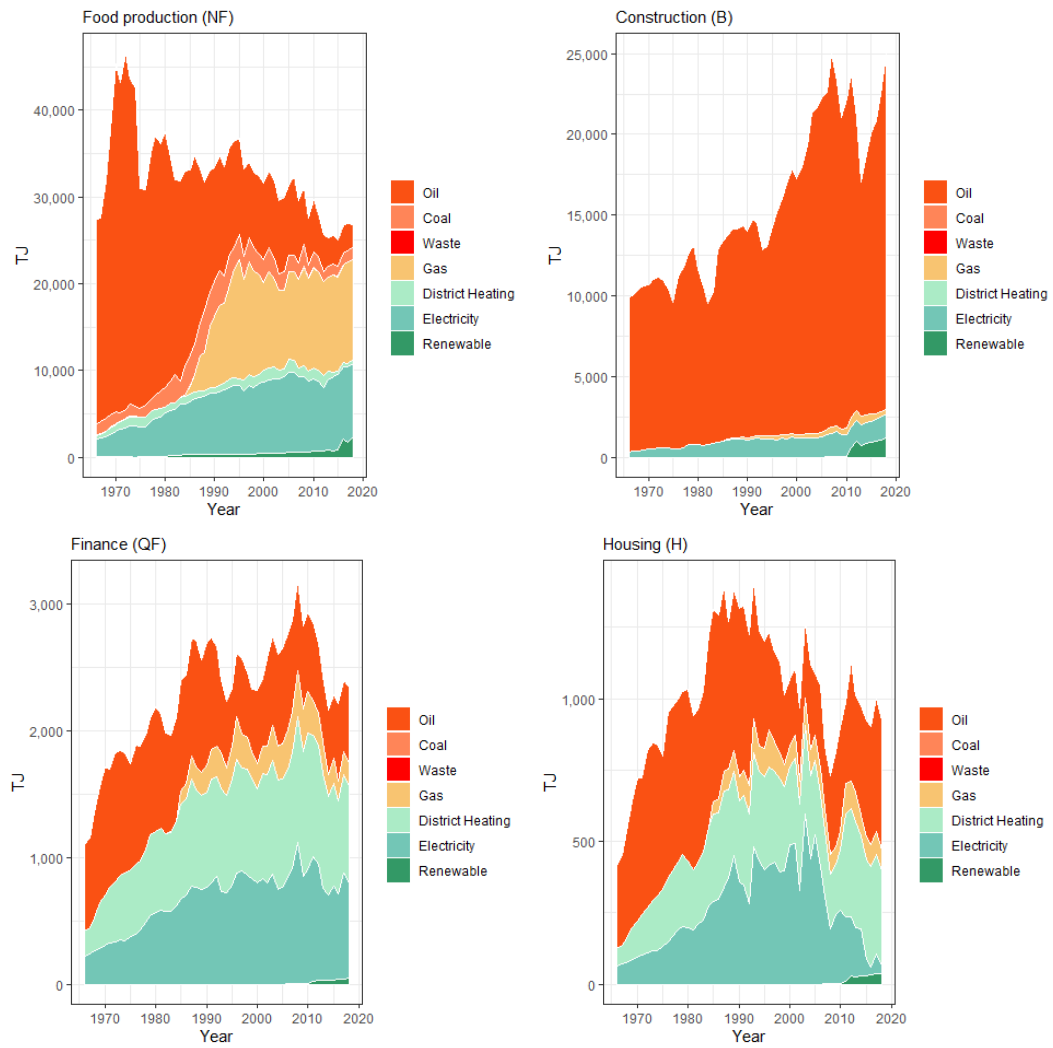 Food production (NF)
TJ
40,000
30,000
20,000
10,000
0
1970 1980 1990 2000 2010 2020
Year
Oil
Coal
Waste
Gas
District Heating
Electricity
Renewable
Construction (B)
TJ
25,000
20,000
15,000
10,000
5,000
0
1970 1980 1990 2000 2010 2020
Year
Oil
Coal
Waste
Gas
District Heating
Electricity
Renewable
Finance (QF)
TJ
3,000
2,000
1,000
0
1970 1980 1990 2000 2010 2020
Year
Oil
Coal
Waste
Gas
District Heating
Electricity
Renewable
Housing (H)
TJ
1,000
500
0
1970 1980 1990 2000 2010 2020
Year
Oil
Coal
Waste
Gas
District Heating
Electricity
Renewable